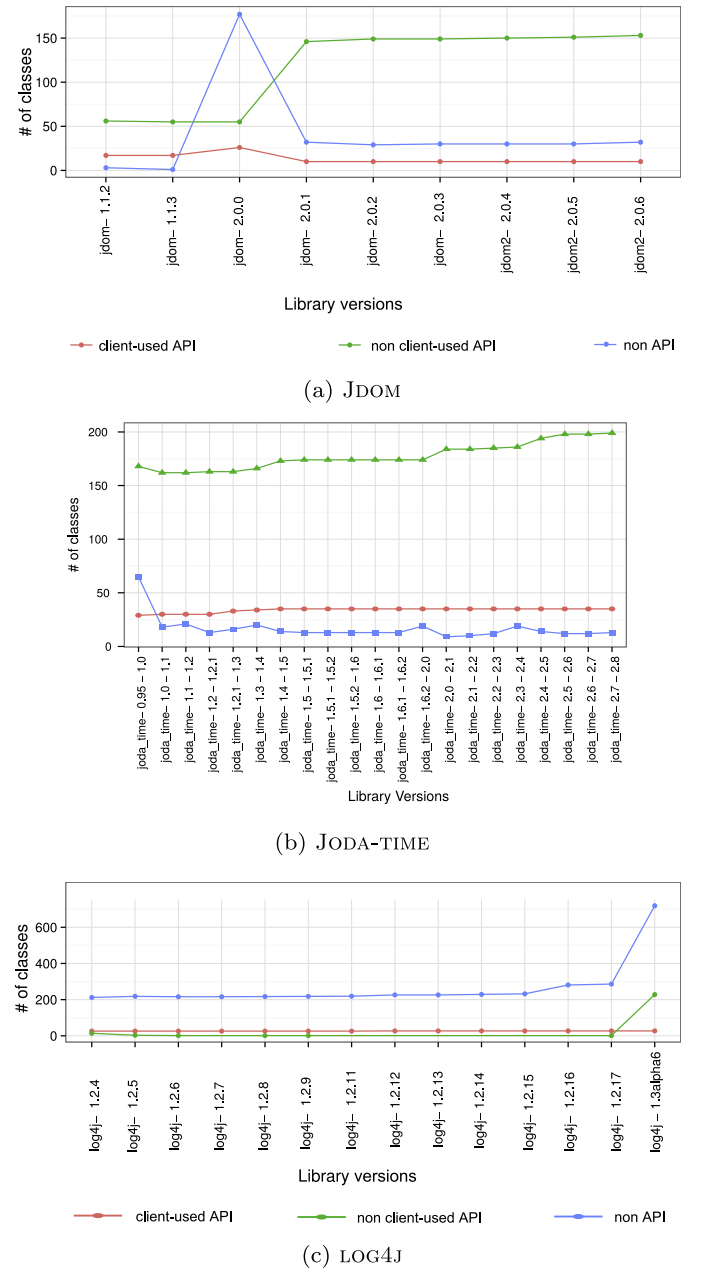 150
100
50
0
# of classes
jdom– 1.1.2
jdom– 1.1.3
jdom– 2.0.0
jdom– 2.0.1
jdom– 2.0.2
jdom– 2.0.3
jdom2– 2.0.4
jdom2– 2.0.5
jdom2– 2.0.6
Library versions
client-used API
non client-used API
non API
(a) JDOM
200
150
100
50
0
# of classes
joda_time– 0.95 – 1.0
joda_time– 1.0 – 1.1
joda_time– 1.1 – 1.2
joda_time– 1.2 – 1.2.1
joda_time– 1.2.1 – 1.3
joda_time– 1.3 – 1.4
joda_time– 1.4 – 1.5
joda_time– 1.5 – 1.5.1
joda_time– 1.5.1 – 1.5.2
joda_time– 1.5.2 – 1.6
joda_time– 1.6 – 1.6.1
joda_time– 1.6.1 – 1.6.2
joda_time– 1.6.2 – 2.0
joda_time– 2.0 – 2.1
joda_time– 2.1 – 2.2
joda_time– 2.2 – 2.3
joda_time– 2.3 – 2.4
joda_time– 2.4 – 2.5
joda_time– 2.5 – 2.6
joda_time– 2.6 – 2.7
joda_time– 2.7 – 2.8
Library Versions
(b) JODA-TIME
600
400
200
0
# of classes
log4j– 1.2.4
log4j– 1.2.5
log4j– 1.2.6
log4j– 1.2.7
log4j– 1.2.8
log4j– 1.2.9
log4j– 1.2.11
log4j– 1.2.12
log4j– 1.2.13
log4j– 1.2.14
log4j– 1.2.15
log4j– 1.2.16
log4j– 1.2.17
log4j– 1.3alpha6
Library versions
client-used API
non client-used API
non API
(c) LOG4J